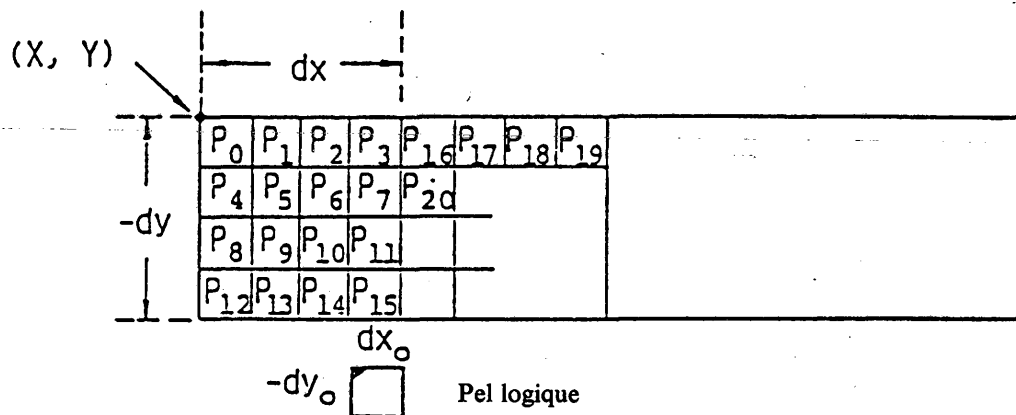 (X, Y)
dx
P0 P1 P2 P3 P16 P17 P18 P19
P4 P5 P6 P7 P20
-dy
P8 P9 P10 P11
P12 P13 P14 P15
dxo
-dyo Pel logique